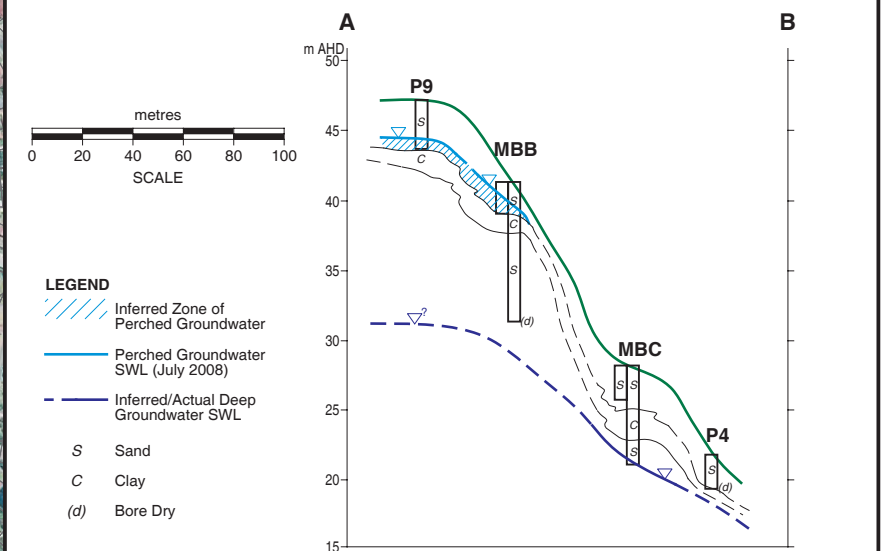 A
B
m AHD
50
45
40
35
30
25
20
15
metres
0 20 40 60 80 100
SCALE
P9
S
C
MBB
S
C
S
(d)
?
MBC
S S
C
S
P4
S
(d)
LEGEND
Inferred Zone of
Perched Groundwater
Perched Groundwater
SWL (July 2008)
Inferred/Actual Deep
Groundwater SWL
S Sand
C Clay
(d) Bore Dry